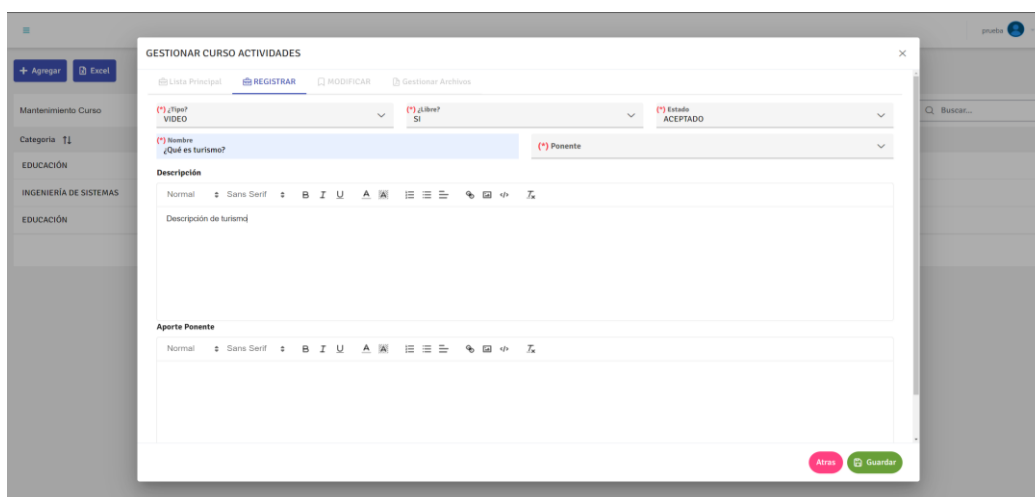 prueba
GESTIONAR CURSO ACTIVIDADES
+ Agregar Excel
Lista Principal REGISTRAR MODIFICAR Gestionar Archivos
Mantenimiento Curso
Buscar...
(*) ¿Tipo? (*) ¿Libre? (*) Estado
VIDEO SI ACEPTADO
Categoria
(*) Nombre
¿Qué es turismo?
(*) Ponente
EDUCACIÓN
INGENIERÍA DE SISTEMAS
EDUCACIÓN
Descripción
Normal Sans Serif B I U A A
Descripción de turismo
Aporte Ponente
Normal Sans Serif B I U A A
Atras Guardar